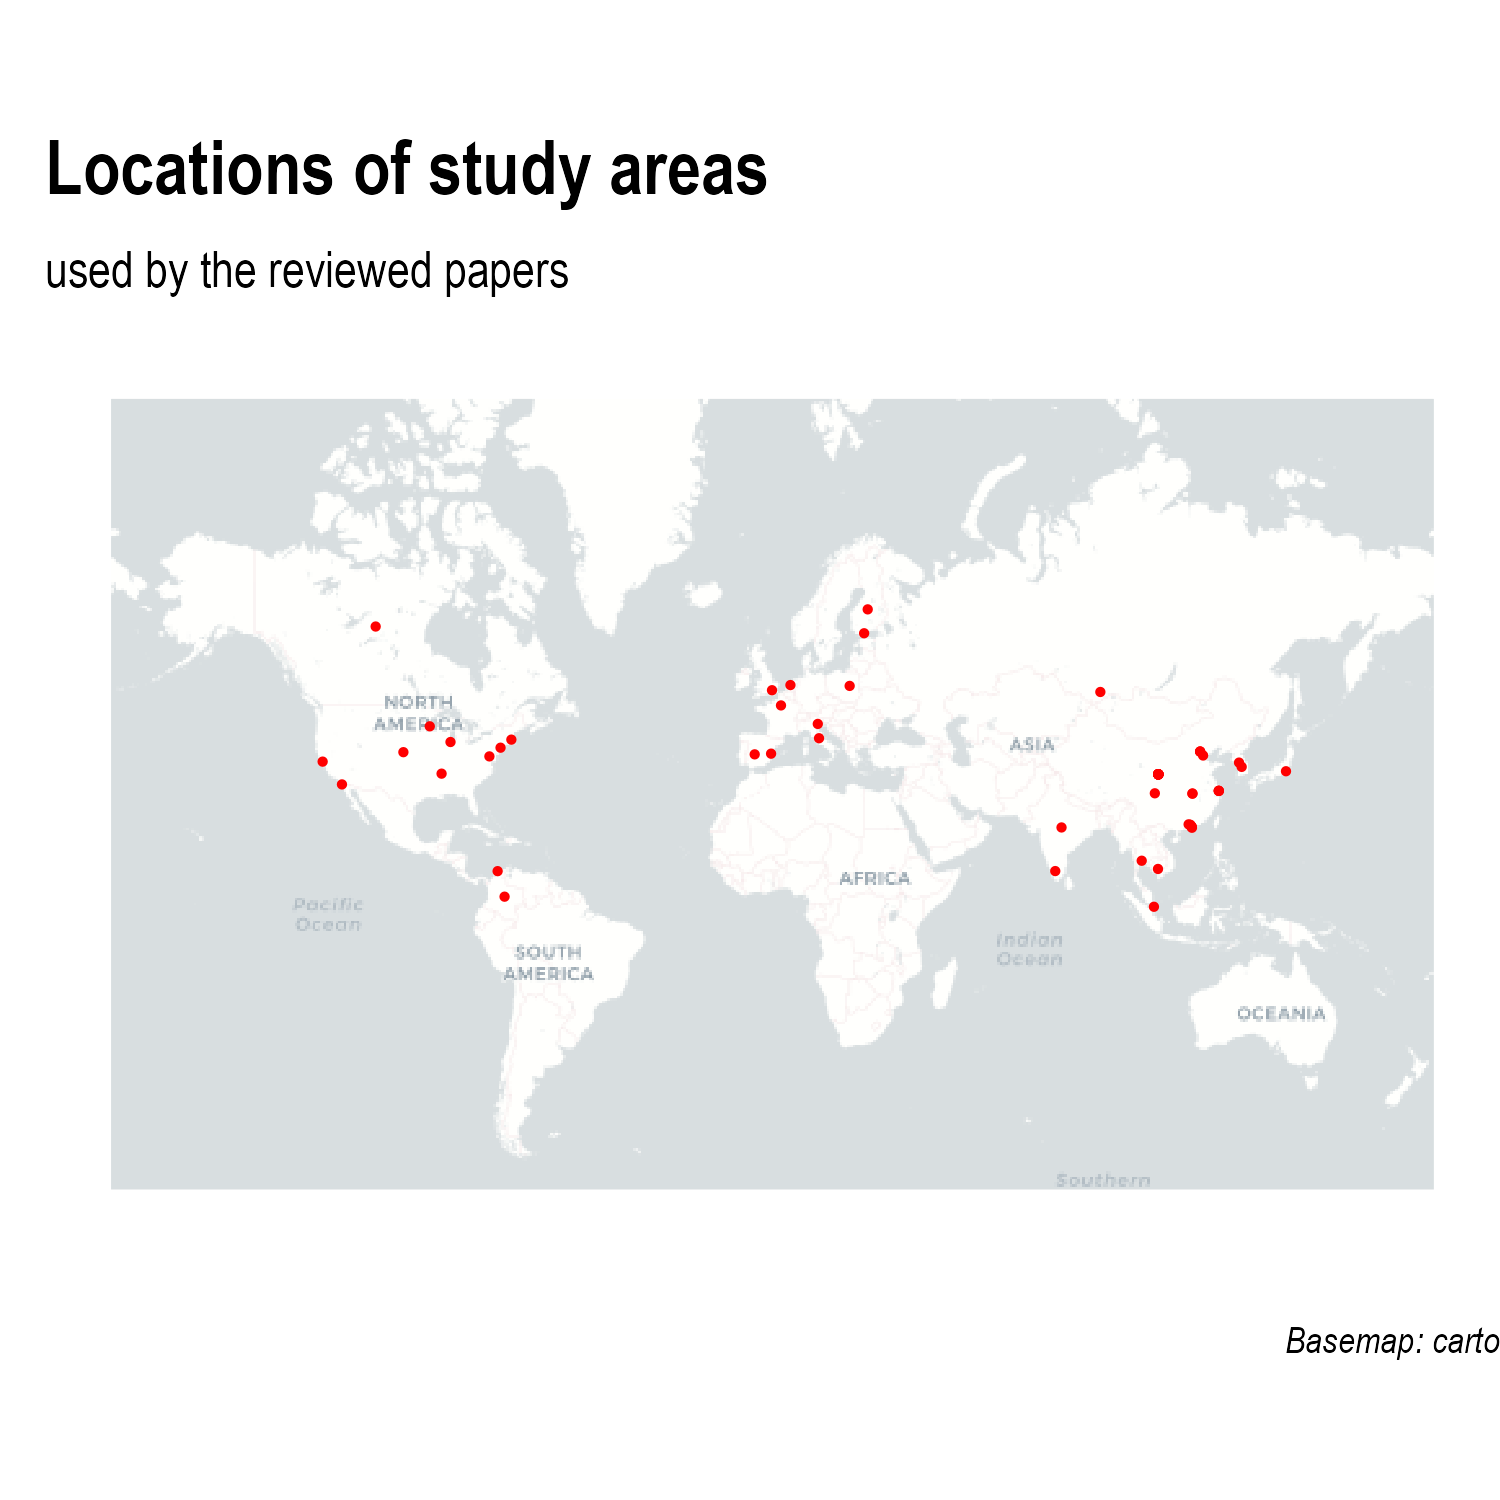 Locations of study areas
used by the reviewed papers
NORTH
AMERICA
ASIA
AFRICA
Pacific
Ocean
SOUTH
AMERICA
Indian
Ocean
OCEANIA
Southern
Basemap: carto